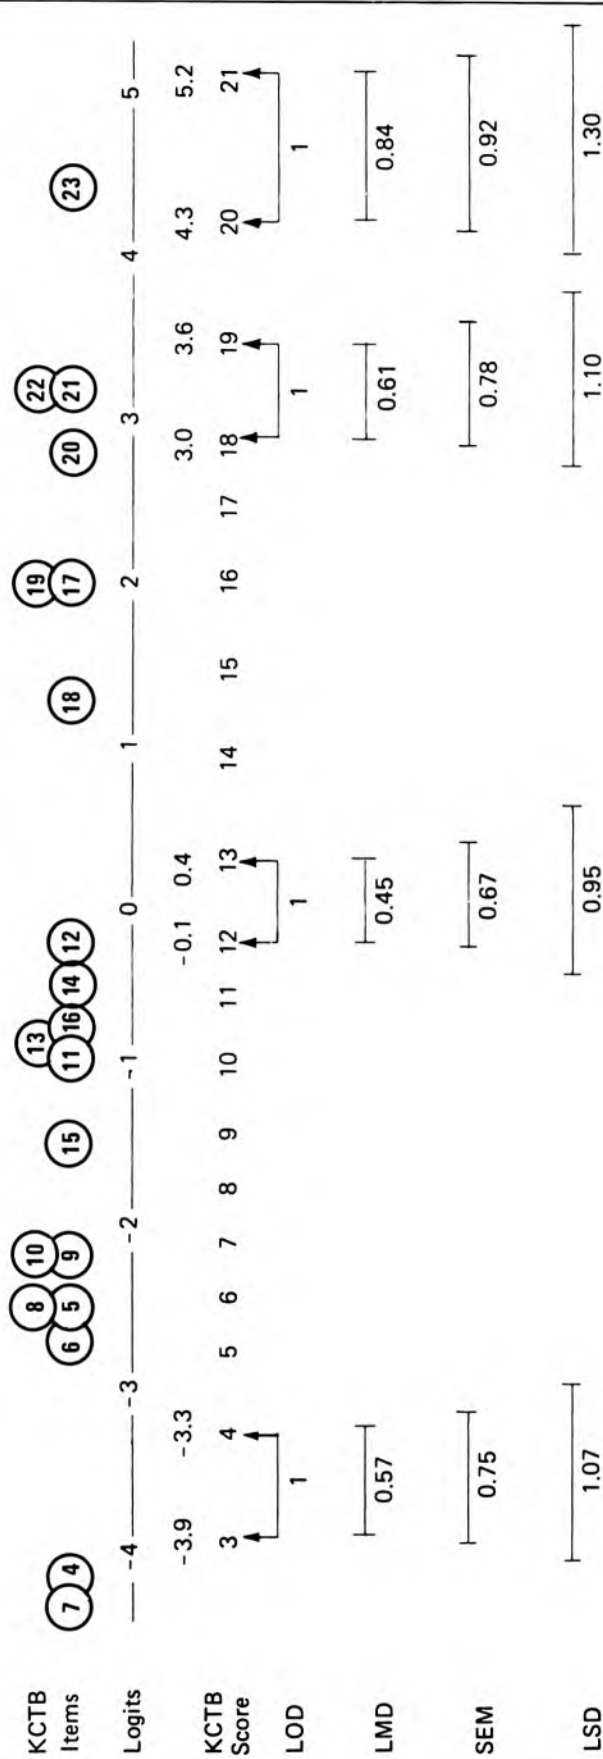 KCTB 8 10 13 19 22
Items 7 4 6 5 9 15 11 16 14 12 18 17 20 21 23
Logits -4 -3 -2 -1 0 1 2 3 4 5
-3.9 -3.3 -0.1 0.4 3.0 3.6 4.3 5.2
KCTB
Score 3 4 5 6 7 8 9 10 11 12 13 14 15 16 17 18 19 20 21
LOD 1 1 1 1
LMD 0.57 0.45 0.61 0.84
SEM 0.75 0.67 0.78 0.92
LSD 1.07 0.95 1.10 1.30